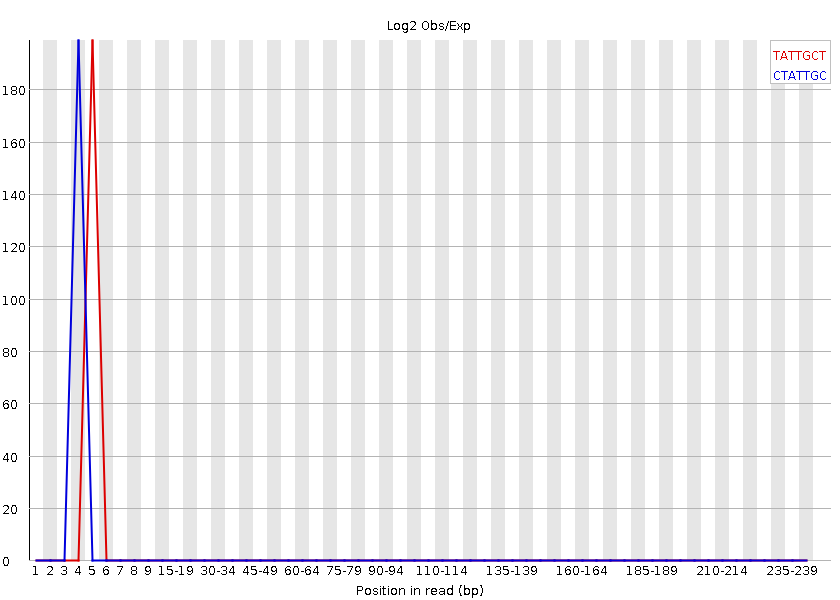 Log2 Obs/Exp
TATTGCT
CTATTGC
180
160
140
120
100
80
60
40
20
0
1 2 3 4 5 6 7 8 9 15-19 30-34 45-49 60-64 75-79 90-94 110-114 135-139 160-164 185-189 210-214 235-239
Position in read (bp)